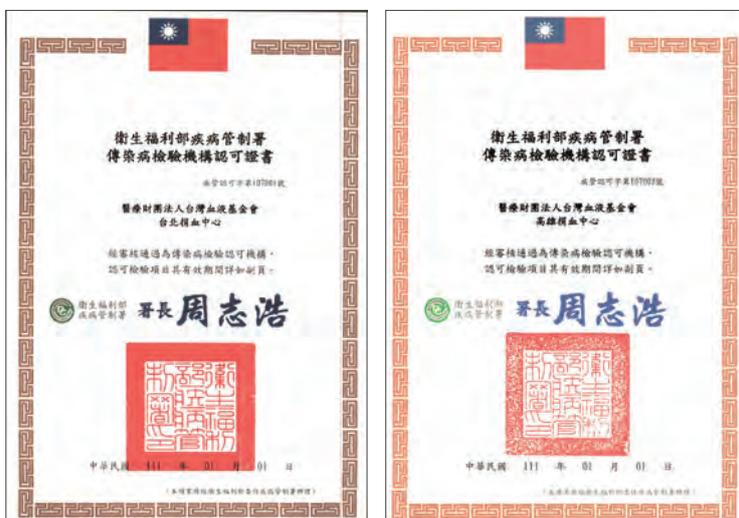 衛生福利部疾病管制署
傳染病檢驗機構認可證書
醫療財團法人台灣血液基金會
台北捐血中心
經審核通過為傳染病檢驗認可機構，
認可檢驗項目其有效期間詳如副頁。
衛生福利部
疾病管制署
署長 周志浩
中華民國 111 年 01 月 01 日
衛生福利部疾病管制署
傳染病檢驗機構認可證書
醫療財團法人台灣血液基金會
高雄捐血中心
經審核通過為傳染病檢驗認可機構，
認可檢驗項目其有效期間詳如副頁。
衛生福利部
疾病管制署
署長 周志浩
中華民國 111 年 01 月 01 日